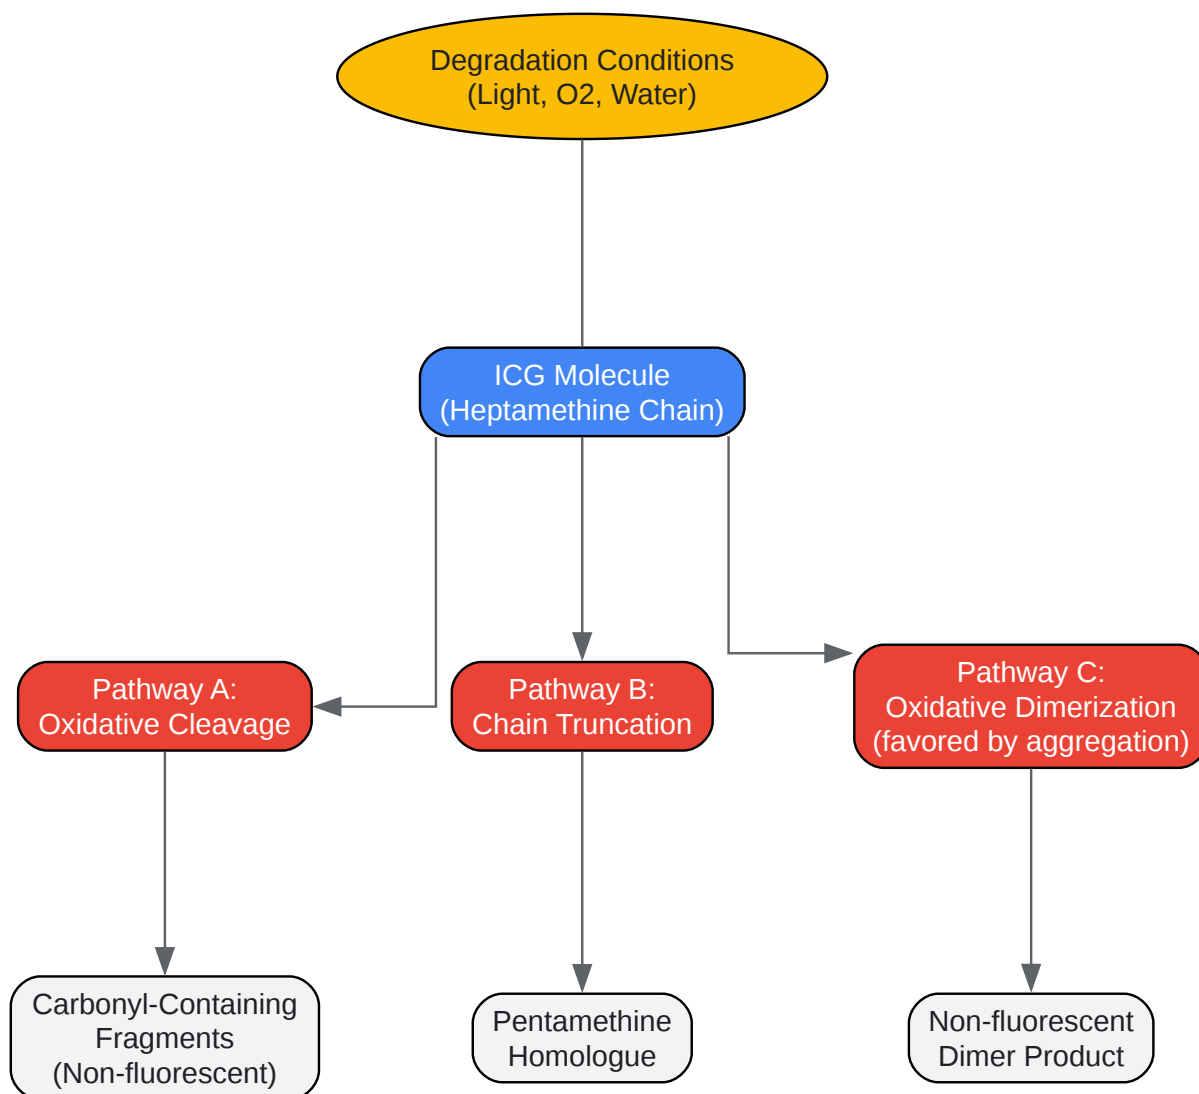 Degradation Conditions
(Light, O2, Water)
ICG Molecule
(Heptamethine Chain)
Pathway A:
Oxidative Cleavage
Pathway B:
Chain Truncation
Pathway C:
Oxidative Dimerization
(favored by aggregation)
Carbonyl-Containing
Fragments
(Non-fluorescent)
Pentamethine
Homologue
Non-fluorescent
Dimer Product